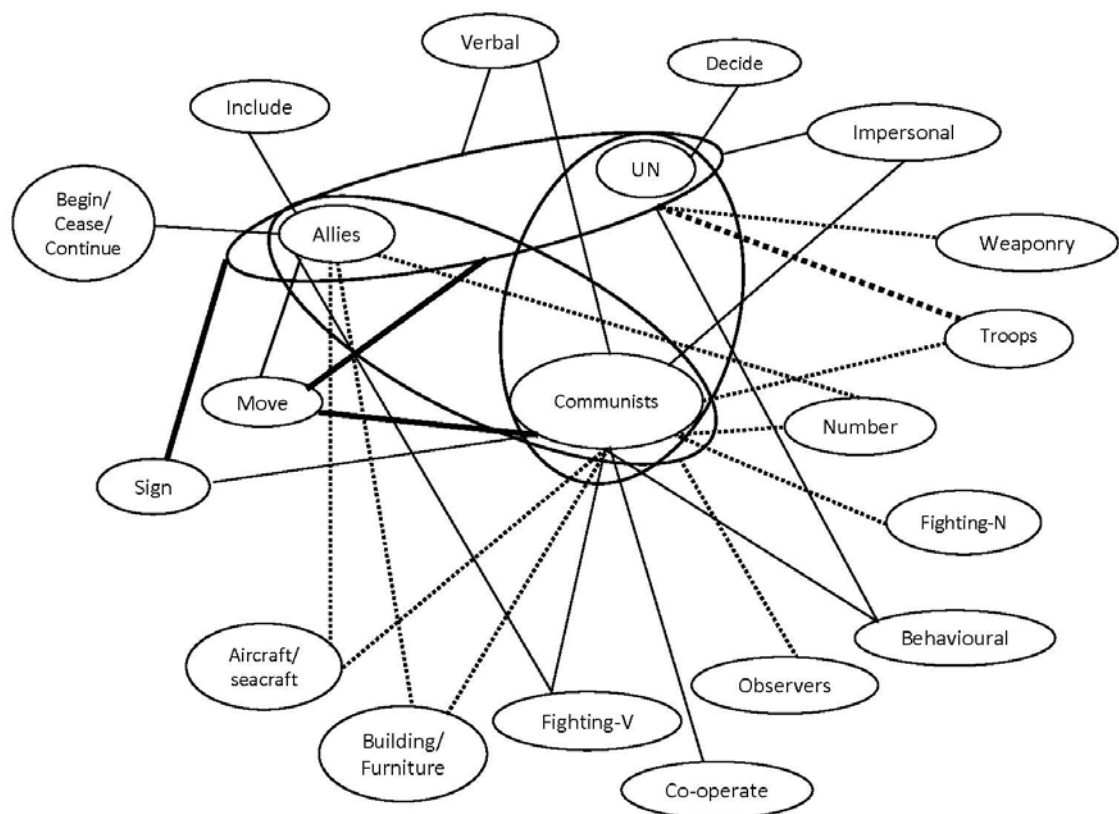 Verbal
Decide
Include
Impersonal
UN
Begin/
Cease/
Continue
Allies
Weaponry
Troops
Move
Communists
Number
Sign
Fighting-N
Behavioural
Aircraft/
seacraft
Observers
Fighting-V
Building/
Furniture
Co-operate